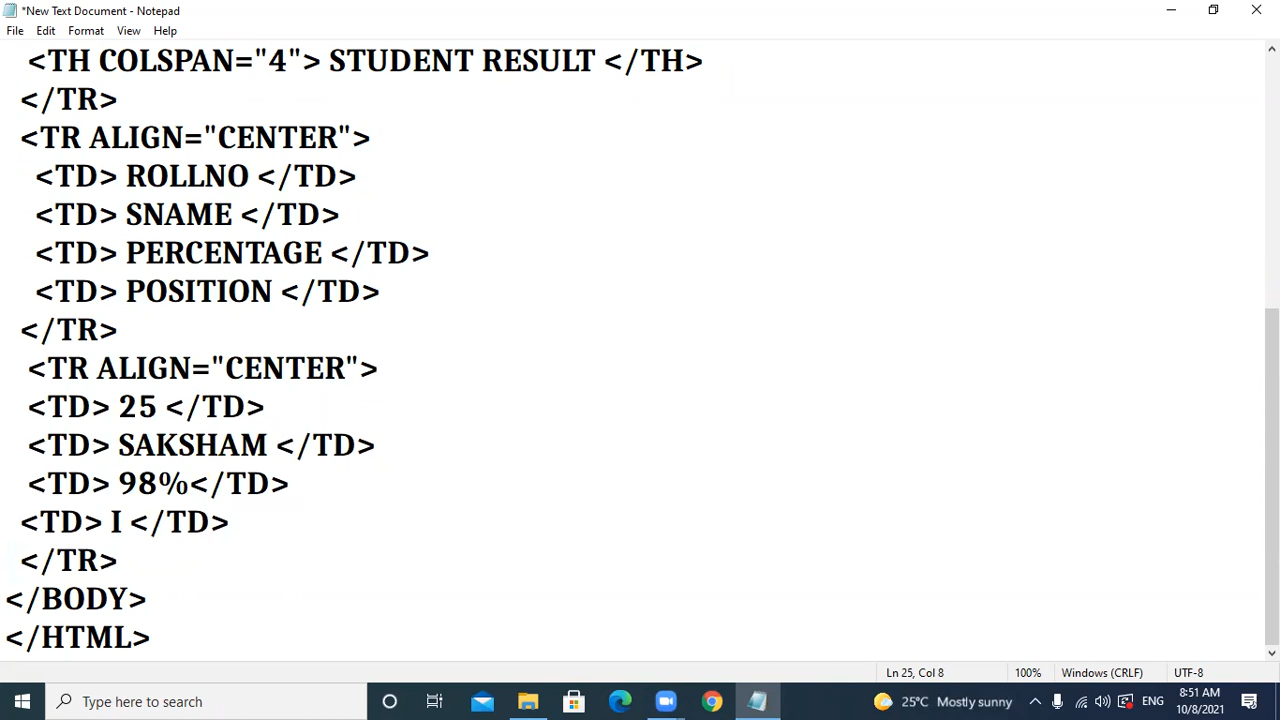 *New Text Document - Notepad
File Edit Format View Help
<TH COLSPAN="4"> STUDENT RESULT </TH>
</TR>
<TR ALIGN="CENTER">
<TD> ROLLNO </TD>
<TD> SNAME </TD>
<TD> PERCENTAGE </TD>
<TD> POSITION </TD>
</TR>
<TR ALIGN="CENTER">
<TD> 25 </TD>
<TD> SAKSHAM </TD>
<TD> 98%</TD>
<TD> I </TD>
</TR>
</BODY>
</HTML>
Ln 25, Col 8 100% Windows (CRLF) UTF-8
Type here to search 25°C Mostly sunny ENG 8:51 AM
10/8/2021